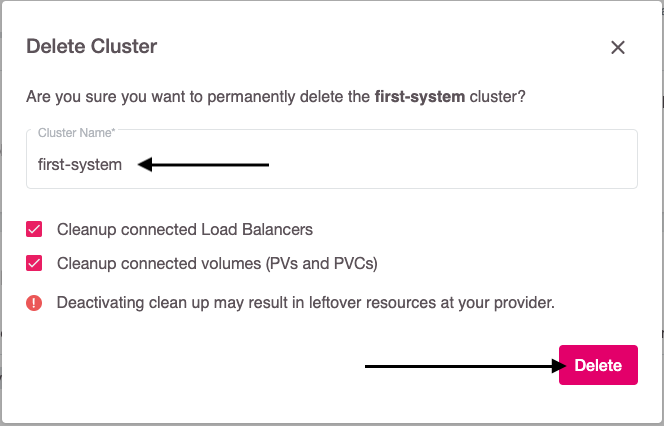 Delete Cluster
Are you sure you want to permanently delete the first-system cluster?
Cluster Name*
first-system
Cleanup connected Load Balancers
Cleanup connected volumes (PVs and PVCs)
Deactivating clean up may result in leftover resources at your provider.
Delete